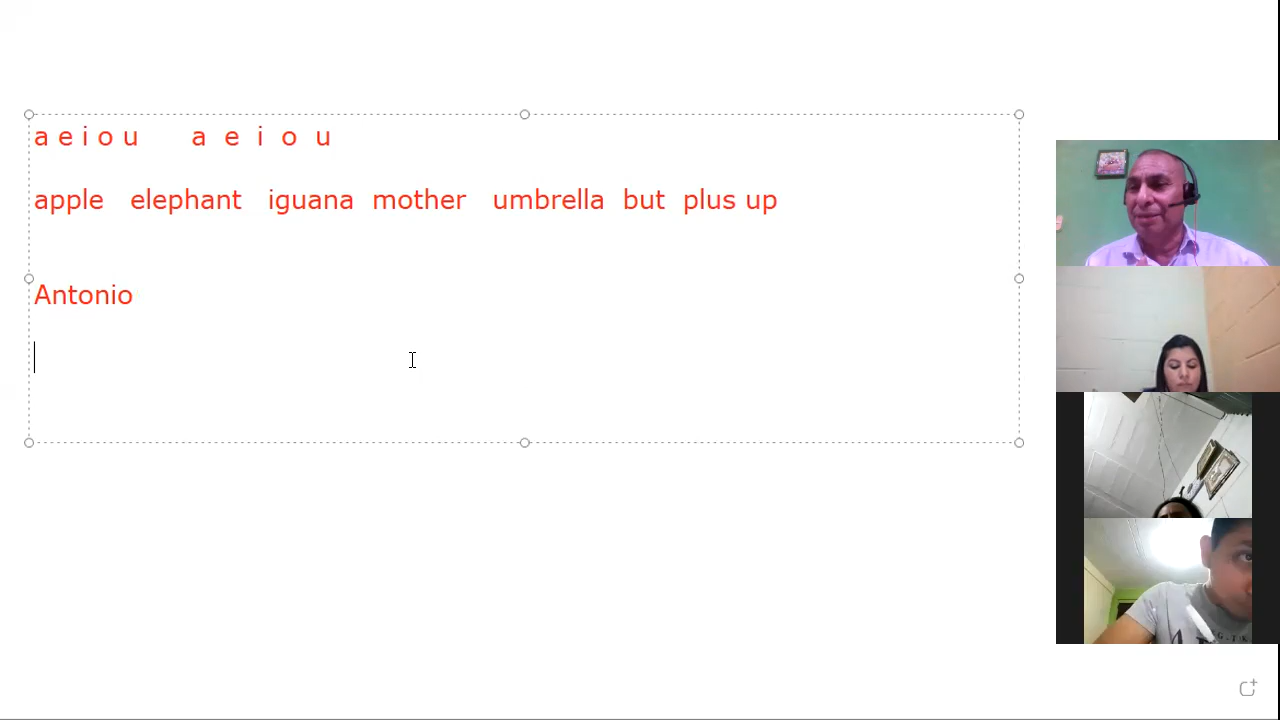 a e i o u a e i o u
apple elephant iguana mother umbrella but plus up
Antonio